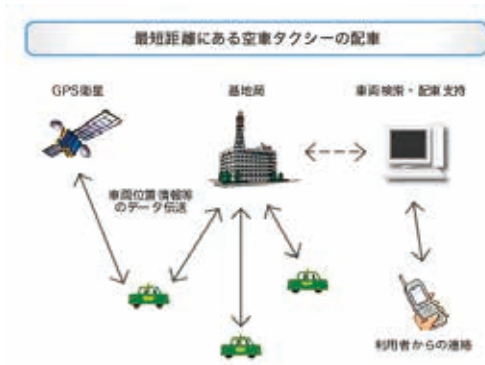 最短距離にある空車タクシーの配車
GPS衛星
基地局
車両検索・配車支持
車両位置情報等
のデータ伝送
利用者からの連絡